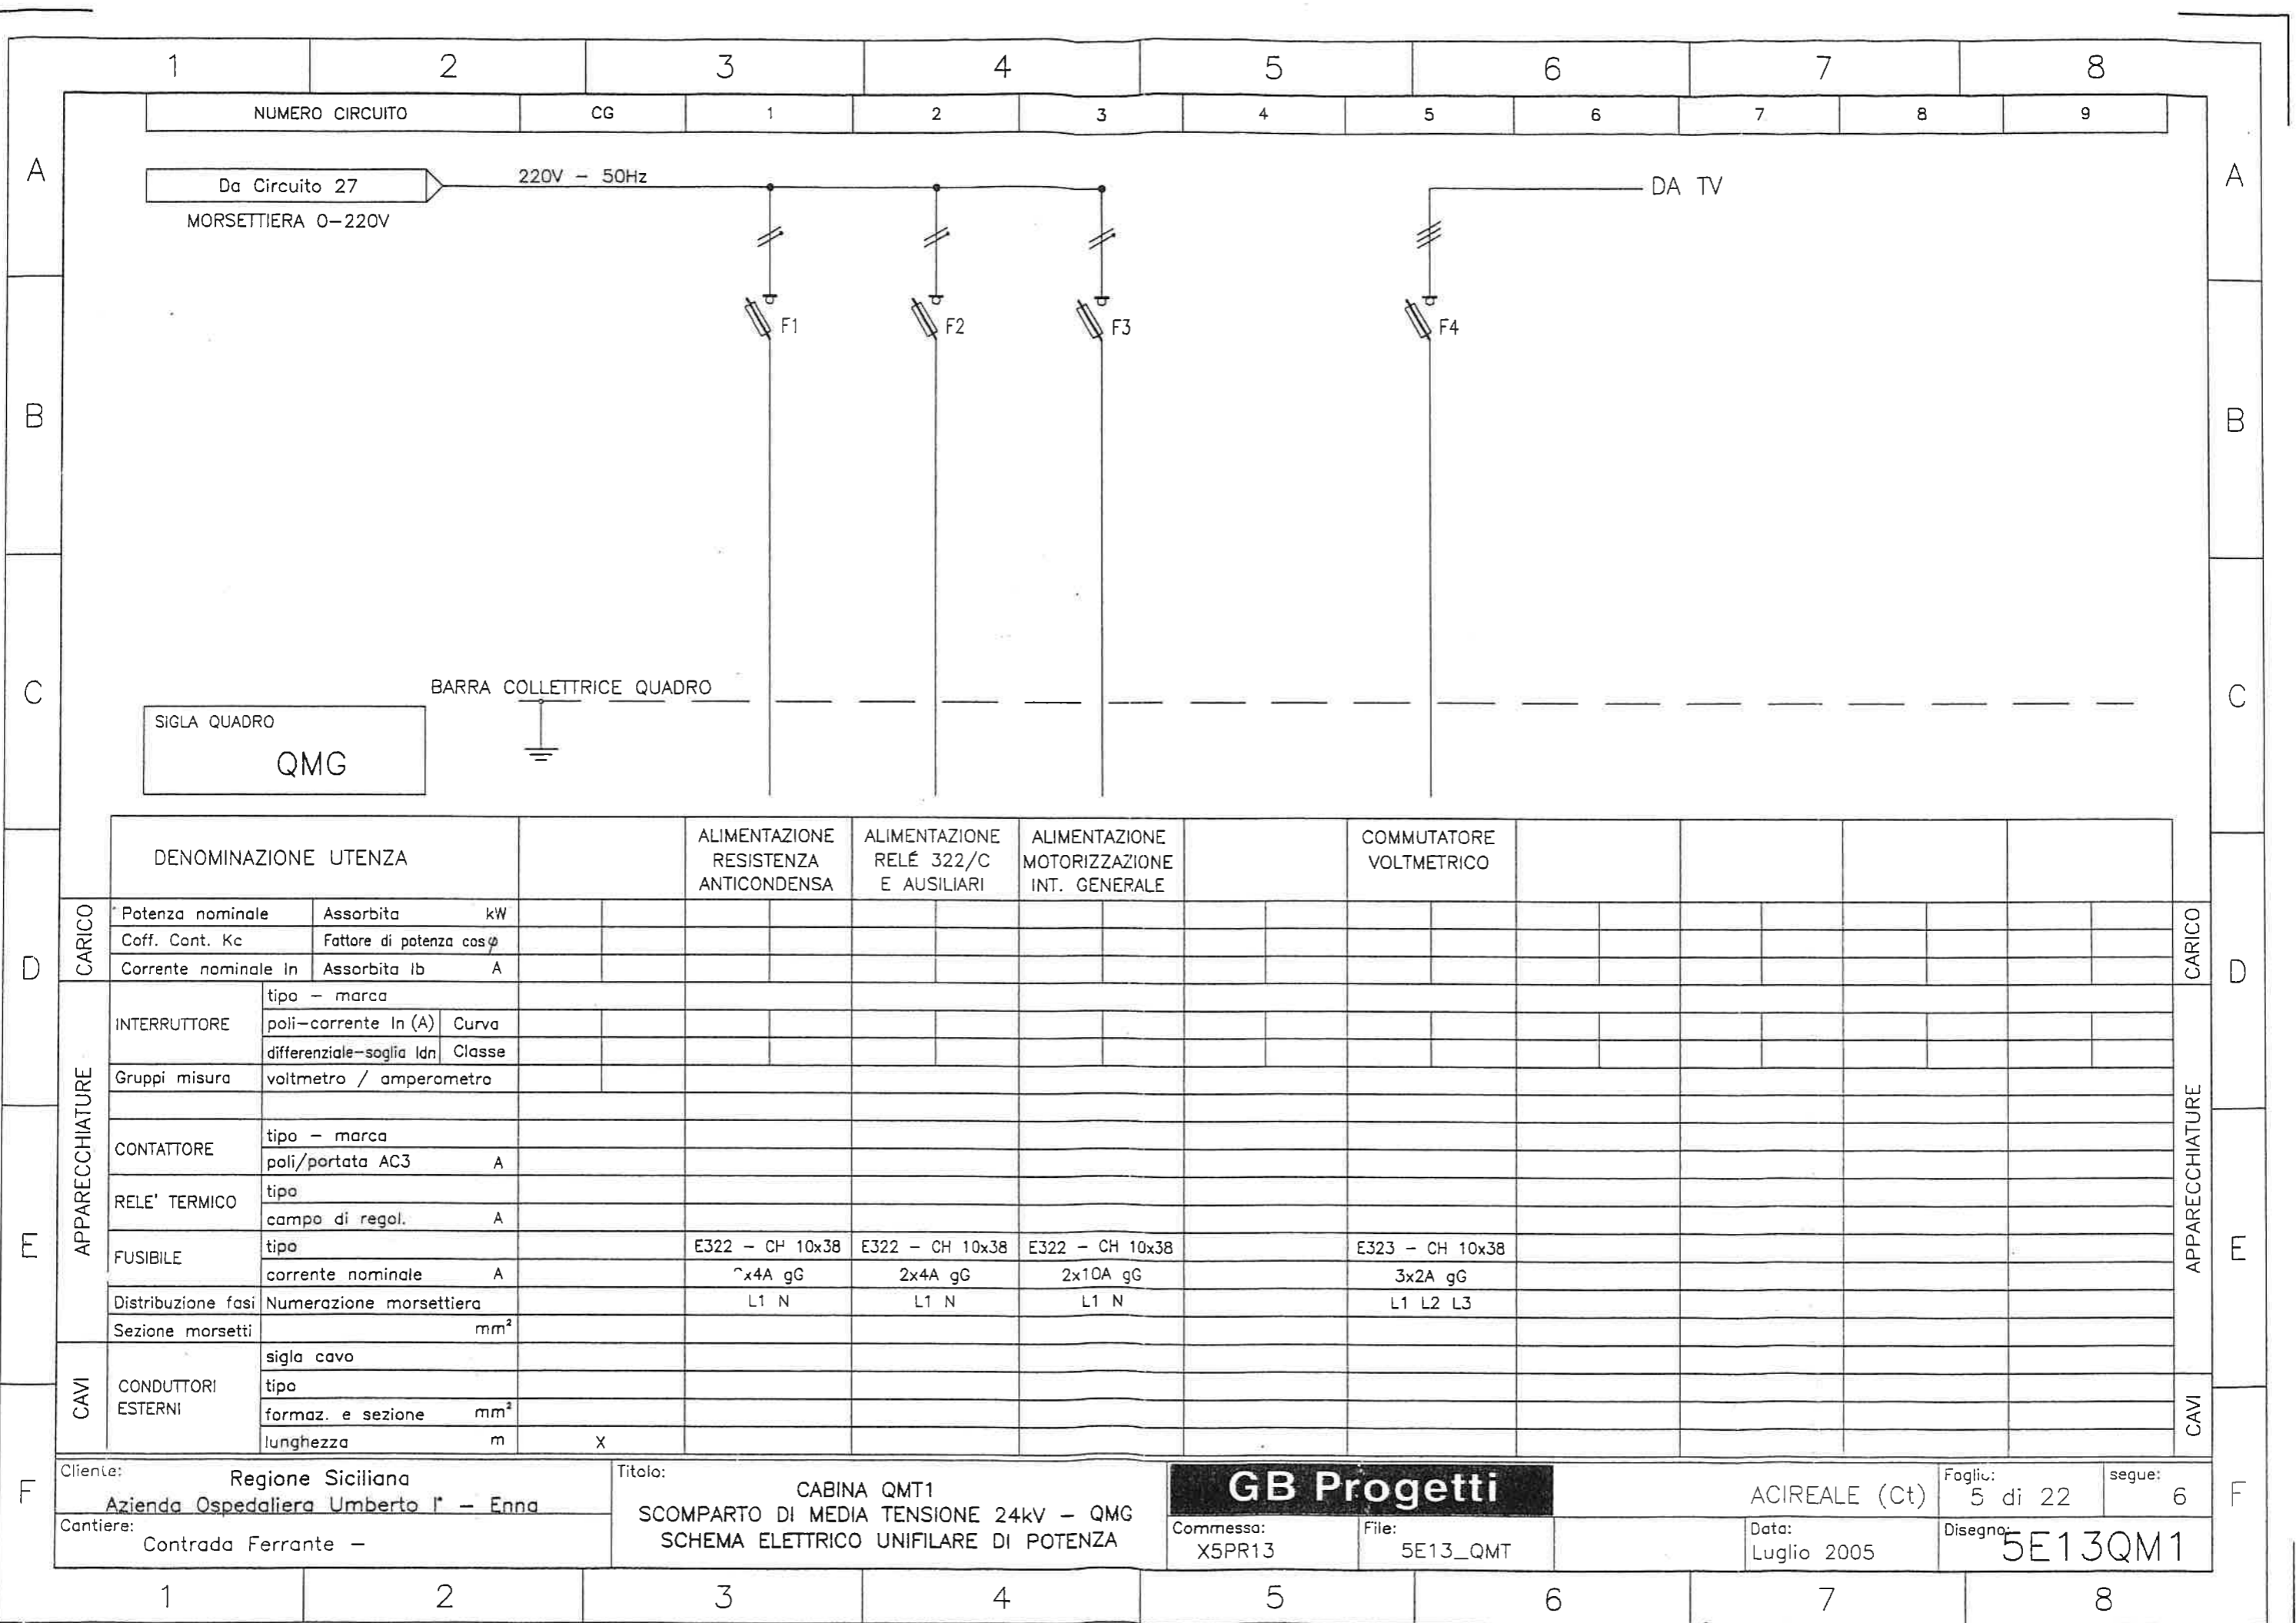 1 2 3 4 5 6 7 8
NUMERO CIRCUITO CG 1 2 3 4 5 6 7 8 9
A A
Da Circuito 27
220V – 50Hz
DA TV
MORSETTIERA 0–220V
F1 F2 F3 F4
B B
C C
BARRA COLLETTRICE QUADRO
SIGLA QUADRO
QMG
DENOMINAZIONE UTENZA
ALIMENTAZIONE
RESISTENZA
ANTICONDENSA
ALIMENTAZIONE
RELÉ 322/C
E AUSILIARI
ALIMENTAZIONE
MOTORIZZAZIONE
INT. GENERALE
COMMUTATORE
VOLTMETRICO
D D
CARICO CARICO
Potenza nominale Assorbita kW
Coff. Cont. Kc Fattore di potenza cosφ
Corrente nominale In Assorbita Ib A
APPARECCHIATURE APPARECCHIATURE
INTERRUTTORE
tipo – marca
poli–corrente In (A) Curva
differenziale–soglia Idn Classe
Gruppi misura voltmetro / amperometro
CONTATTORE
tipo – marca
poli/portata AC3 A
RELE' TERMICO
tipo
campo di regol. A
E E
FUSIBILE
tipo E322 – CH 10x38 E322 – CH 10x38 E322 – CH 10x38 E323 – CH 10x38
corrente nominale A x4A gG 2x4A gG 2x10A gG 3x2A gG
Distribuzione fasi Numerazione morsettiera L1 N L1 N L1 N L1 L2 L3
Sezione morsetti mm²
CAVI CAVI
CONDUTTORI
ESTERNI
sigla cavo
tipo
formaz. e sezione mm²
lunghezza m X
F F
Cliente:
Regione Siciliana
Azienda Ospedaliera Umberto I° – Enna
Cantiere:
Contrada Ferrante –
Titolo:
CABINA QMT1
SCOMPARTO DI MEDIA TENSIONE 24kV – QMG
SCHEMA ELETTRICO UNIFILARE DI POTENZA
GB Progetti
Commessa:
X5PR13
File:
5E13_QMT
ACIREALE (Ct)
Foglio:
5 di 22
segue:
6
Data:
Luglio 2005
Disegno:
5E13QM1
1 2 3 4 5 6 7 8